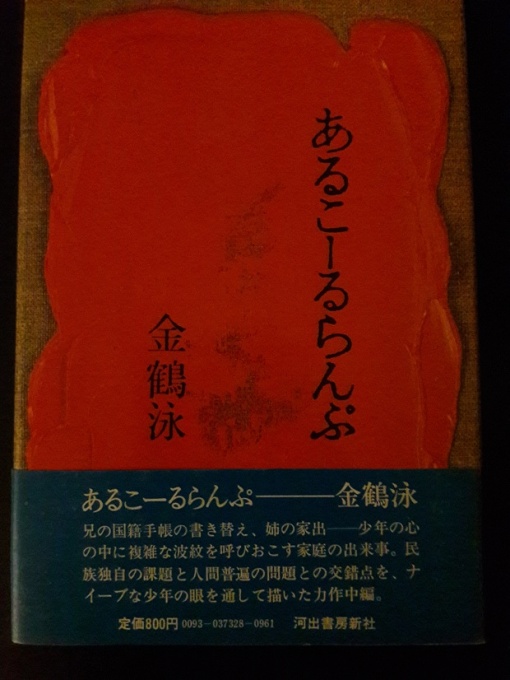 あるこーるらんぷ
金鶴泳
あるこーるらんぷ――――金鶴泳
兄の国籍手帳の書き替え、姉の家出――少年の心
の中に複雑な波紋を呼びおこす家庭の出来事。民
族独自の課題と人間普遍の問題との交錯点を、ナ
イーブな少年の眼を通して描いた力作中編。
定価800円 0093-037328-0961 河出書房新社